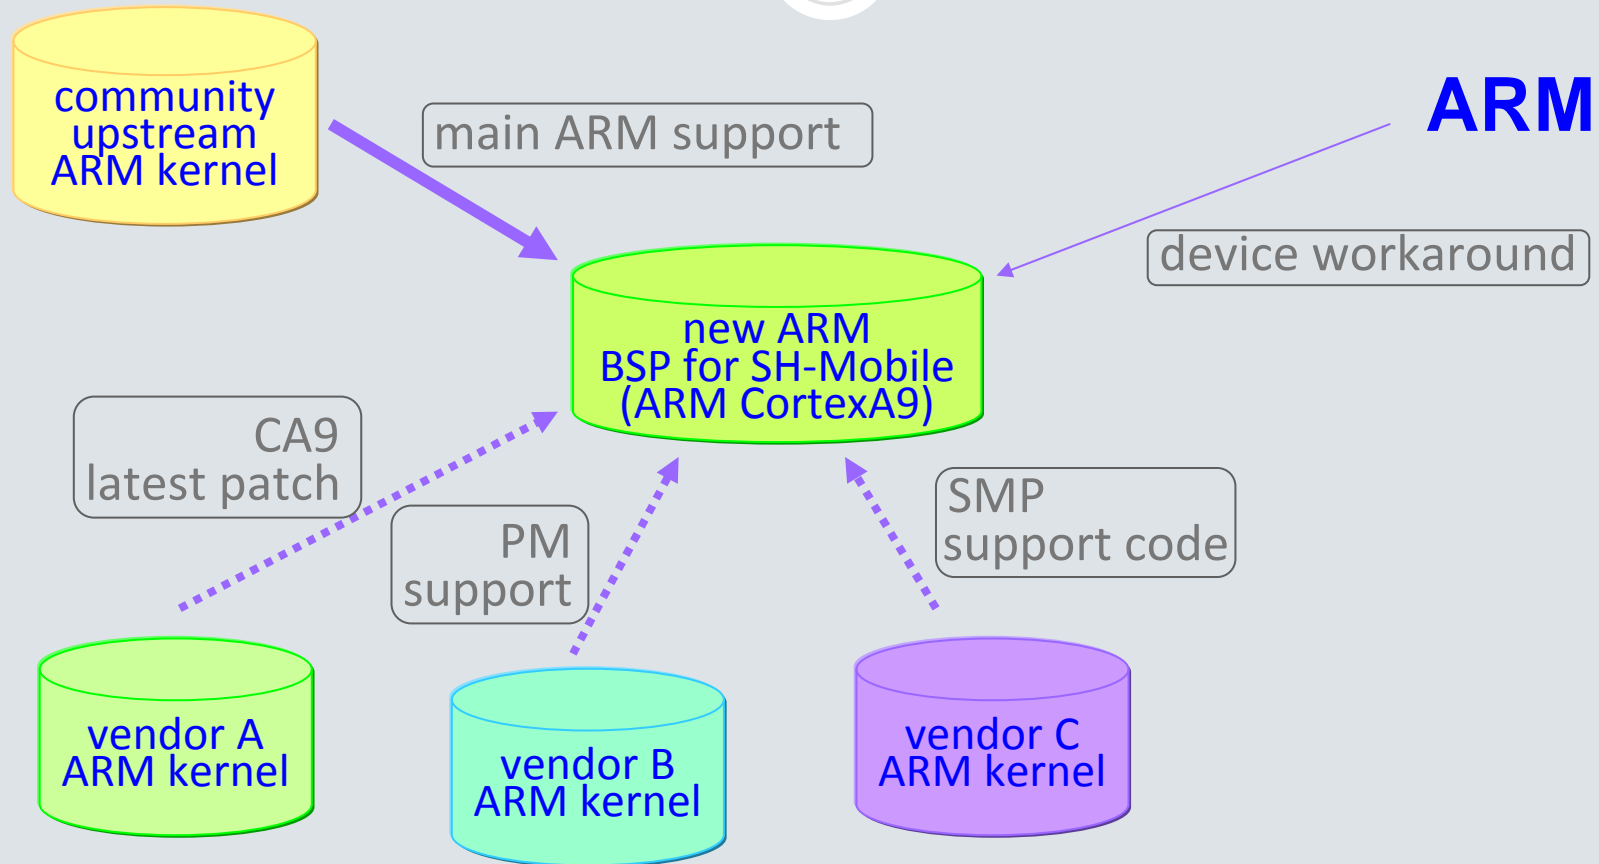 community
upstream
ARM kernel
main ARM support
ARM
device workaround
new ARM
BSP for SH-Mobile
(ARM CortexA9)
CA9
latest patch
PM
support
SMP
support code
vendor A
ARM kernel
vendor B
ARM kernel
vendor C
ARM kernel